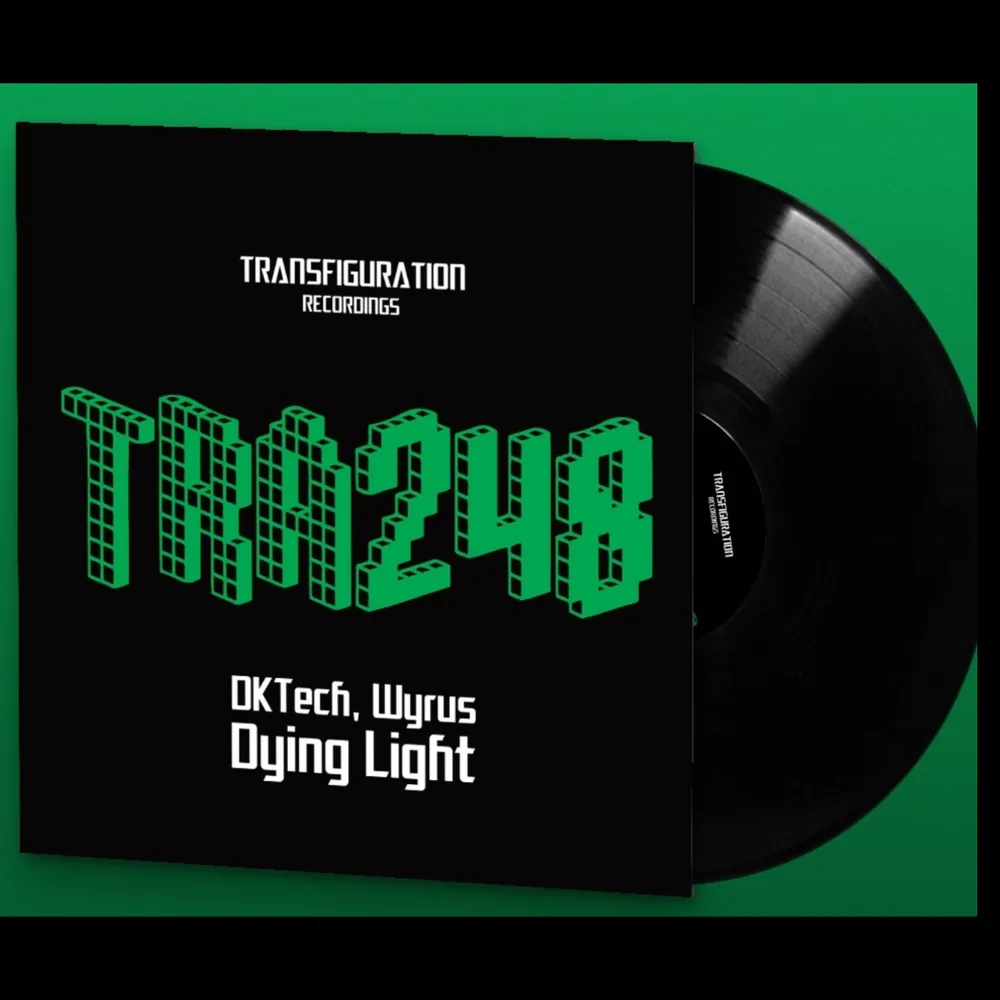 TRANSFIGURATION
RECORDINGS
TRA248
DKTech, Wyrus
Dying Light
TRANSFIGURATION
RECORDINGS